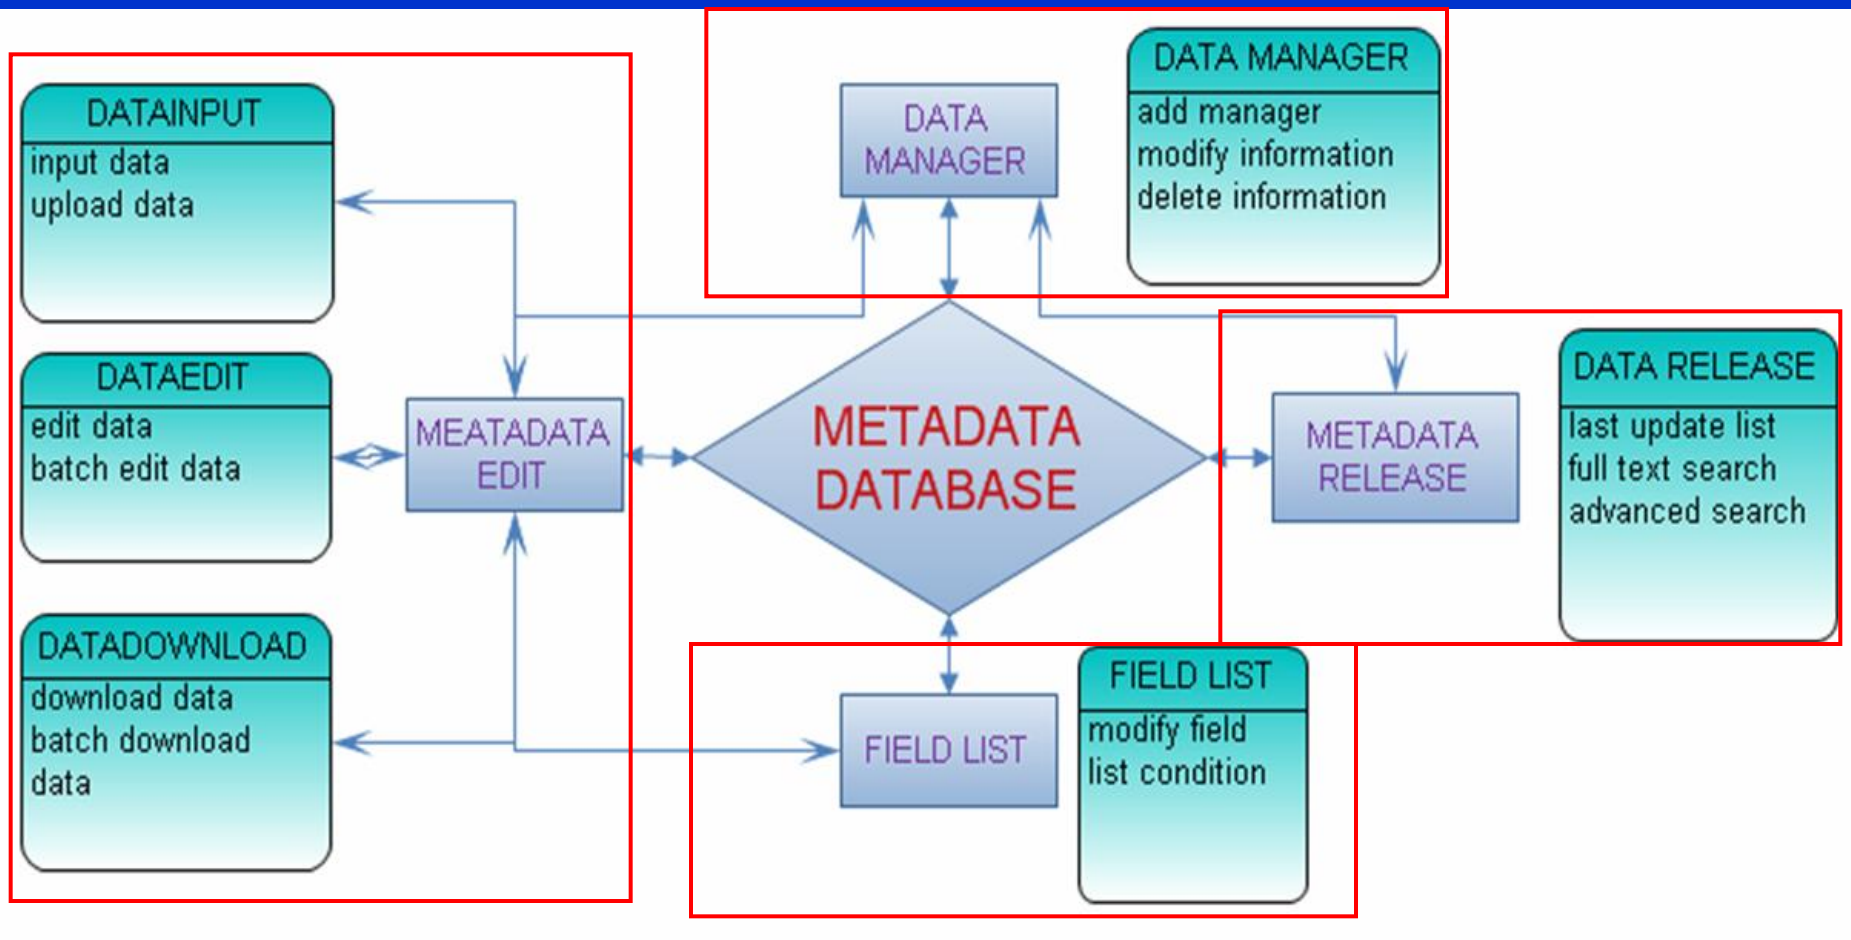 DATAINPUT
input data
upload data
DATAEDIT
edit data
batch edit data
DATADOWNLOAD
download data
batch download
data
MEATADATA
EDIT
DATA
MANAGER
DATA MANAGER
add manager
modify information
delete information
METADATA
DATABASE
METADATA
RELEASE
DATA RELEASE
last update list
full text search
advanced search
FIELD LIST
FIELD LIST
modify field
list condition